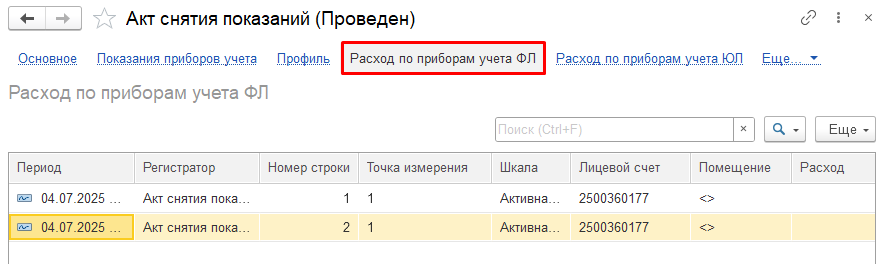 Акт снятия показаний (Проведен)
Основное Показания приборов учета Профиль Расход по приборам учета ФЛ Расход по приборам учета ЮЛ Еще...
Расход по приборам учета ФЛ
Поиск (Ctrl+F) × Еще
Период Регистратор Номер строки Точка измерения Шкала Лицевой счет Помещение Расход
04.07.2025 ... Акт снятия пока... 1 1 Активна... 2500360177 <>
04.07.2025 ... Акт снятия пока... 2 1 Активна... 2500360177 <>